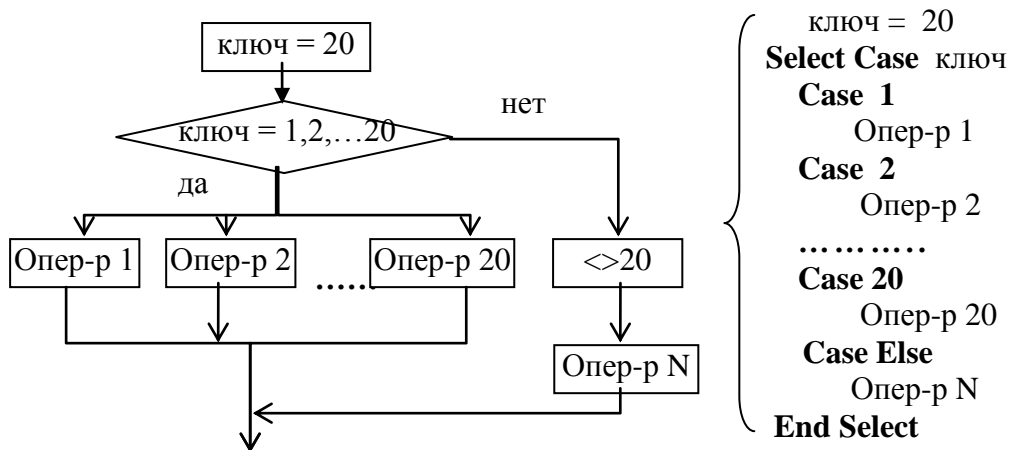 ключ = 20
ключ = 1,2,…20
нет
да
Опер-р 1
Опер-р 2
……
Опер-р 20
<>20
Опер-р N
ключ = 20
Select Case ключ
Case 1
Опер-р 1
Case 2
Опер-р 2
… … …..
Case 20
Опер-р 20
Case Else
Опер-р N
End Select